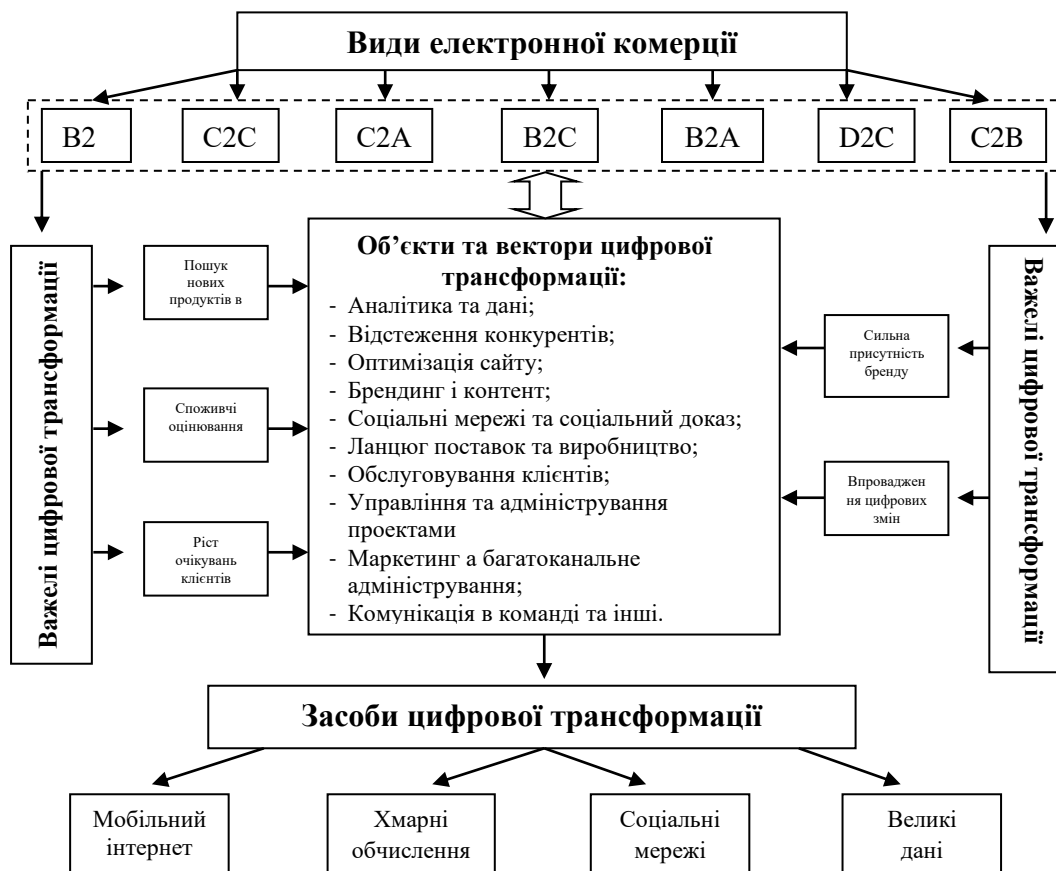 Види електронної комерції
B2
C2C
C2A
B2C
B2A
D2C
C2B
Важелі цифрової трансформації
Пошук
нових
продуктів в
Споживчі
оцінювання
Ріст
очікувань
клієнтів
Об’єкти та вектори цифрової
трансформації:
- Аналітика та дані;
- Відстеження конкурентів;
- Оптимізація сайту;
- Брендинг і контент;
- Соціальні мережі та соціальний доказ;
- Ланцюг поставок та виробництво;
- Обслуговування клієнтів;
- Управління та адміністрування
проектами
- Маркетинг а багатоканальне
адміністрування;
- Комунікація в команді та інші.
Сильна
присутність
бренду
Впроваджен
ня цифрових
змін
Важелі цифрової трансформації
Засоби цифрової трансформації
Мобільний
інтернет
Хмарні
обчислення
Соціальні
мережі
Великі
дані